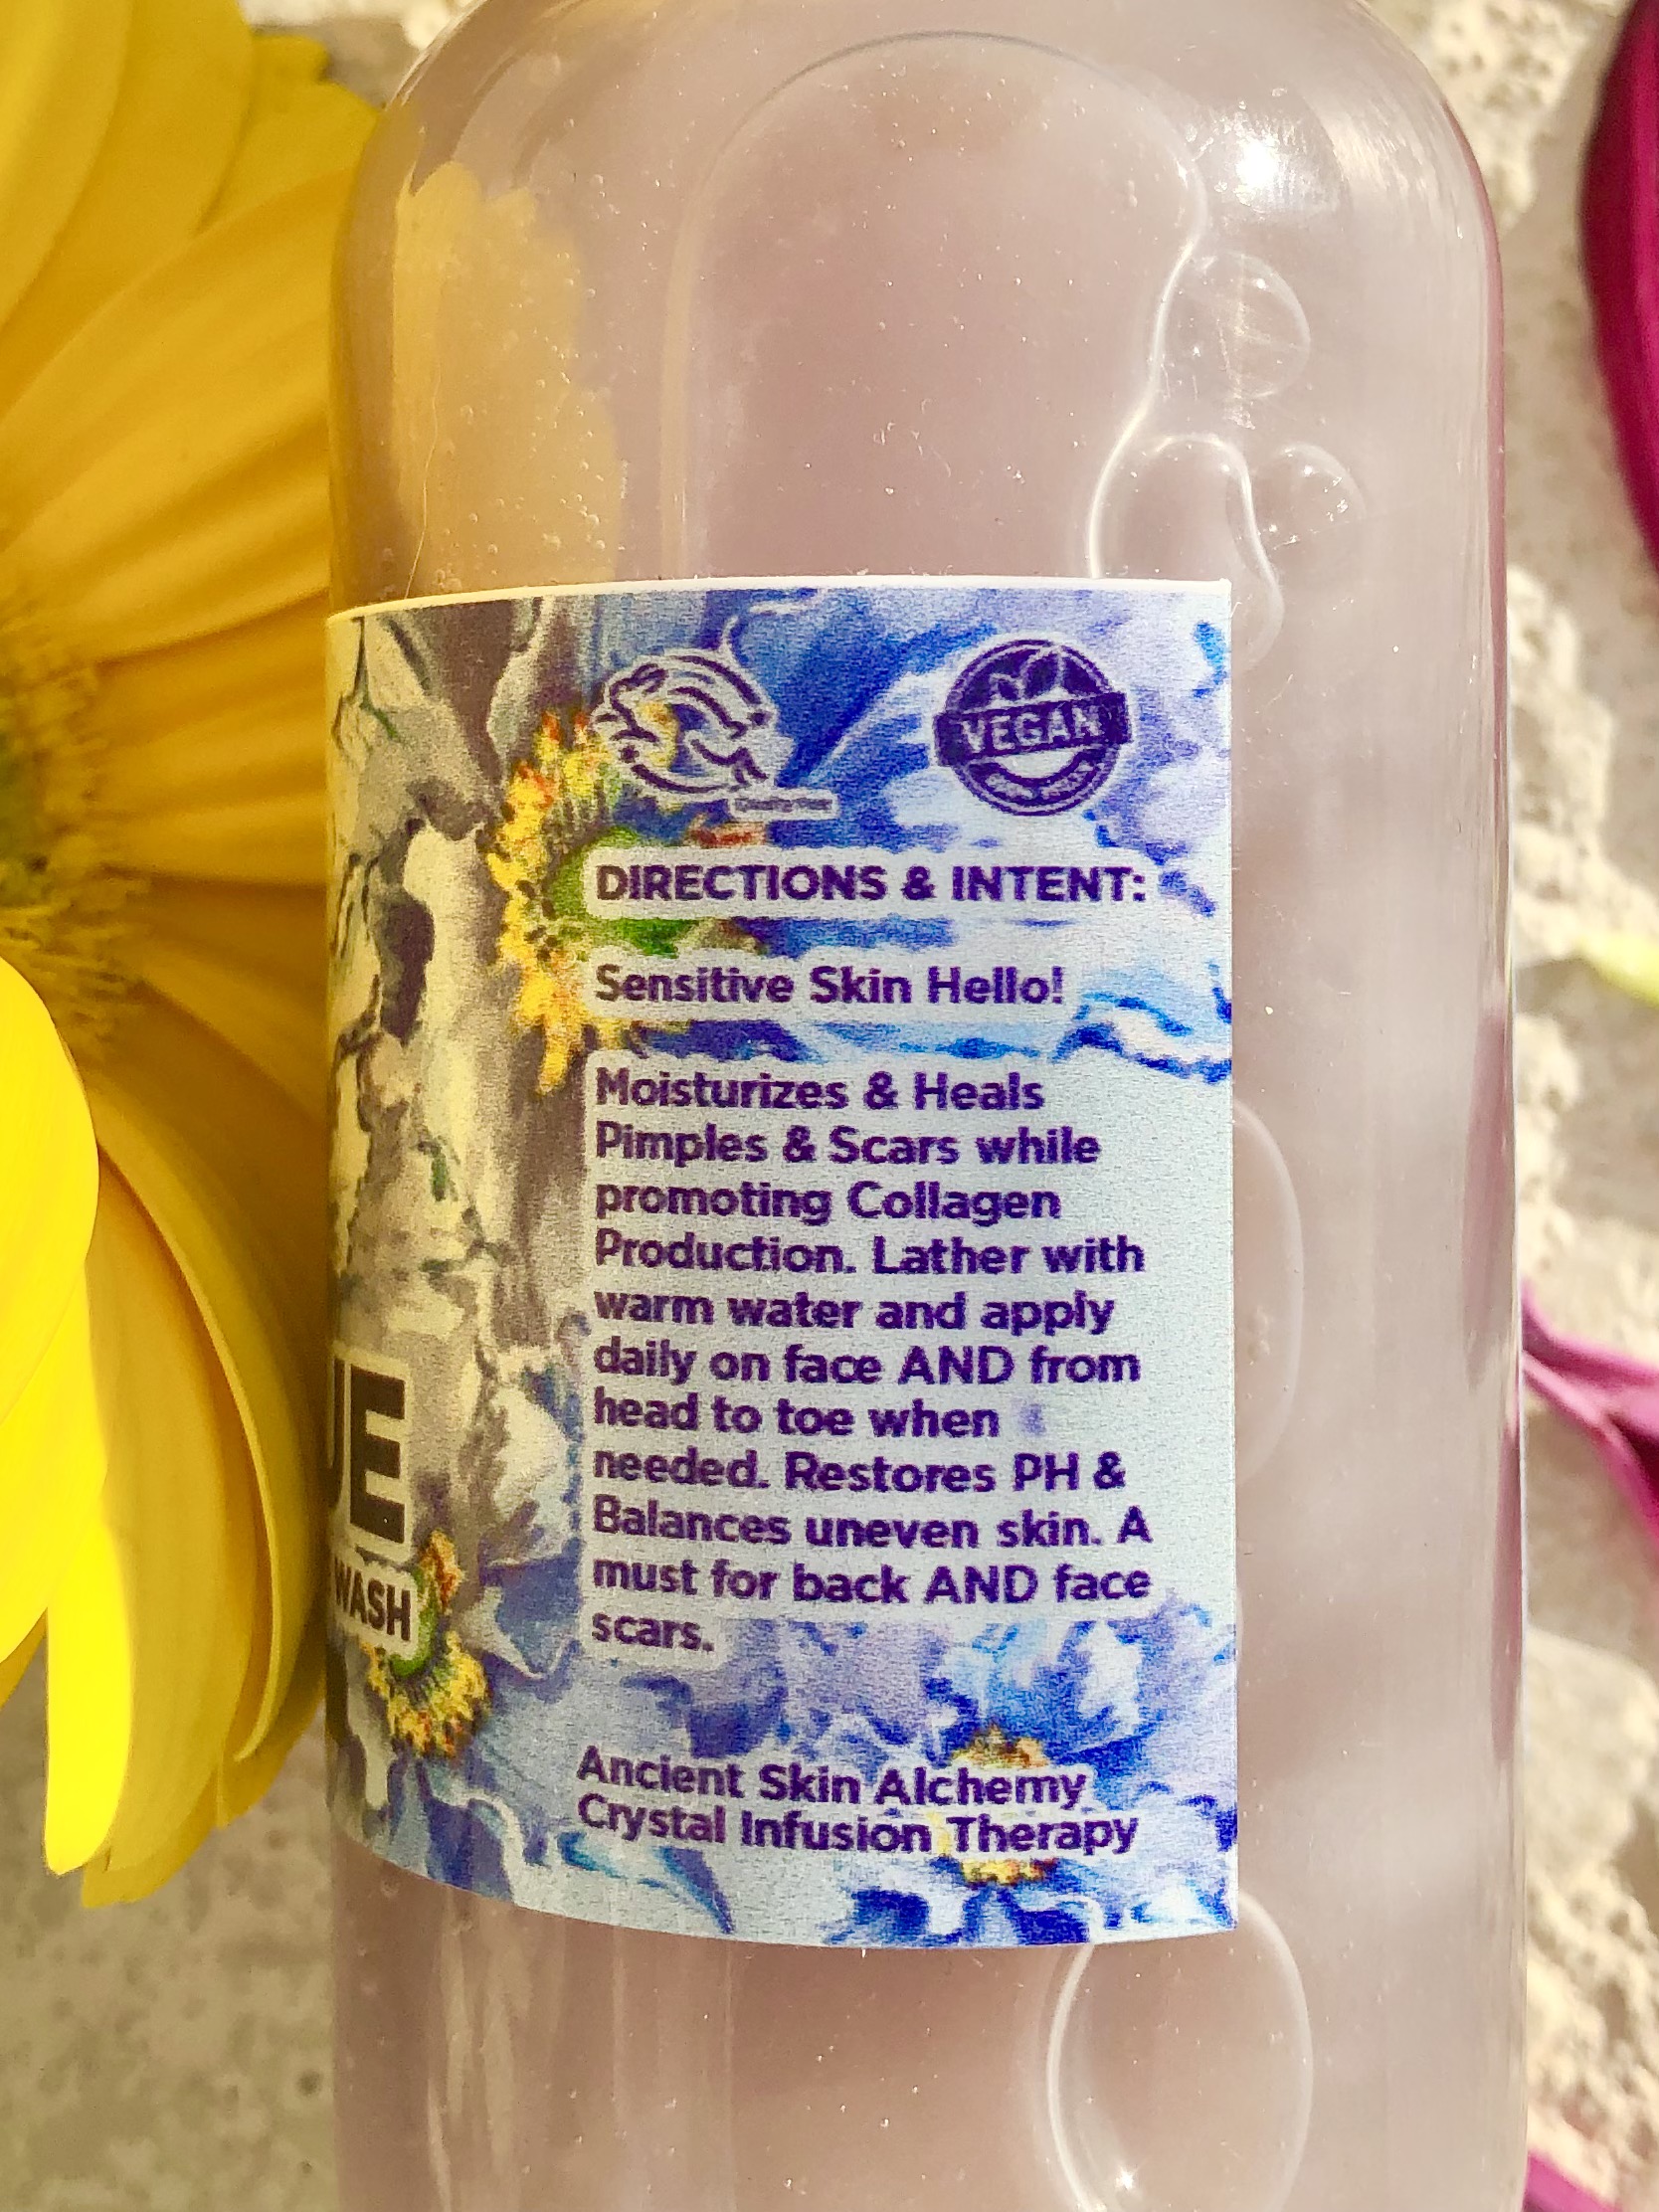 Cruelty Free
VEGAN
DIRECTIONS & INTENT:
Sensitive Skin Hello!
Moisturizes & Heals
Pimples & Scars while
promoting Collagen
Production. Lather with
warm water and apply
daily on face AND from
head to toe when
needed. Restores PH &
Balances uneven skin. A
must for back AND face
scars.
Ancient Skin Alchemy
Crystal Infusion Therapy
UE
WASH